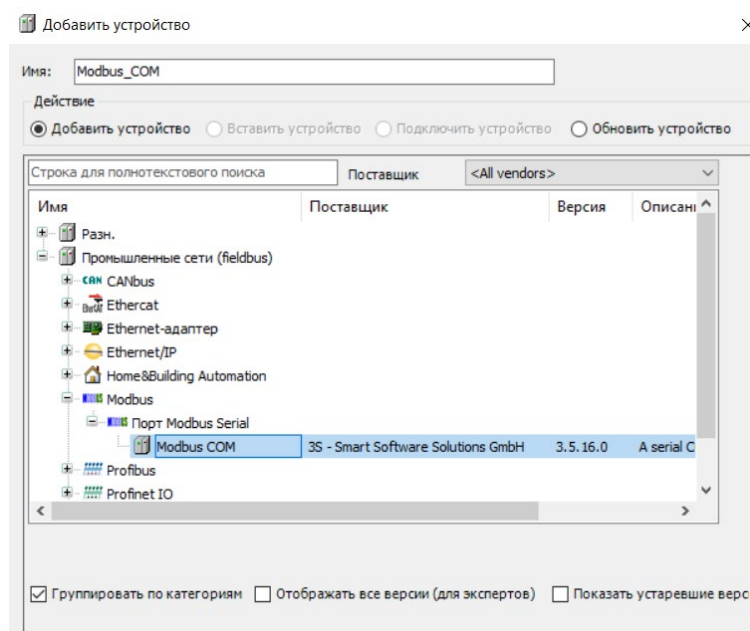 Добавить устройство
Имя: Modbus_COM
Действие
Добавить устройство Вставить устройство Подключить устройство Обновить устройство
Строка для полнотекстового поиска Поставщик <All vendors>
Имя Поставщик Версия Описани
Разн.
Промышленные сети (fieldbus)
CAN CANbus
Ethercat
Ethernet-адаптер
Ethernet/IP
Home&Building Automation
Modbus
Порт Modbus Serial
Modbus COM 3S - Smart Software Solutions GmbH 3.5.16.0 A serial C
Profibus
Profinet IO
Группировать по категориям Отображать все версии (для экспертов) Показать устаревшие верс